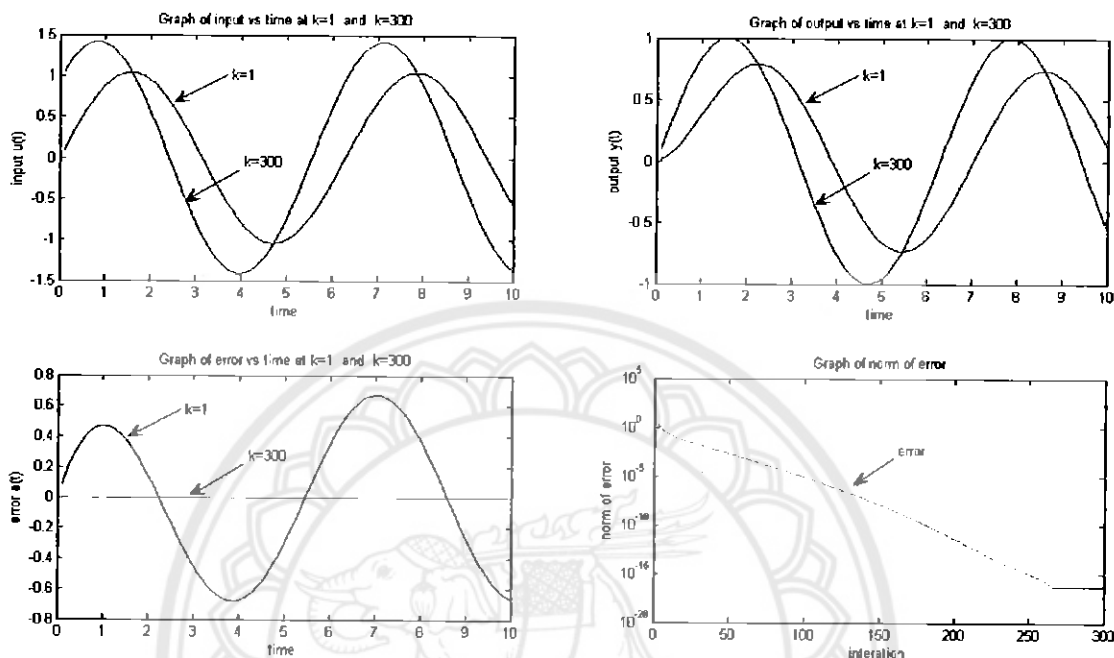 Graph of input vs time at k=1 and k=300
1.5
1
0.5
0
-0.5
-1
-1.5
input u(t)
k=1
k=300
0 1 2 3 4 5 6 7 8 9 10
time
Graph of output vs time at k=1 and k=300
1
0.5
0
-0.5
-1
output y(t)
k=1
k=300
0 1 2 3 4 5 6 7 8 9 10
time
Graph of error vs time at k=1 and k=300
0.8
0.6
0.4
0.2
0
-0.2
-0.4
-0.6
-0.8
error e(t)
k=1
k=300
0 1 2 3 4 5 6 7 8 9 10
time
Graph of norm of error
10^5
10^0
10^-5
10^-10
10^-15
10^-20
norm of error
error
0 50 100 150 200 250 300
interation